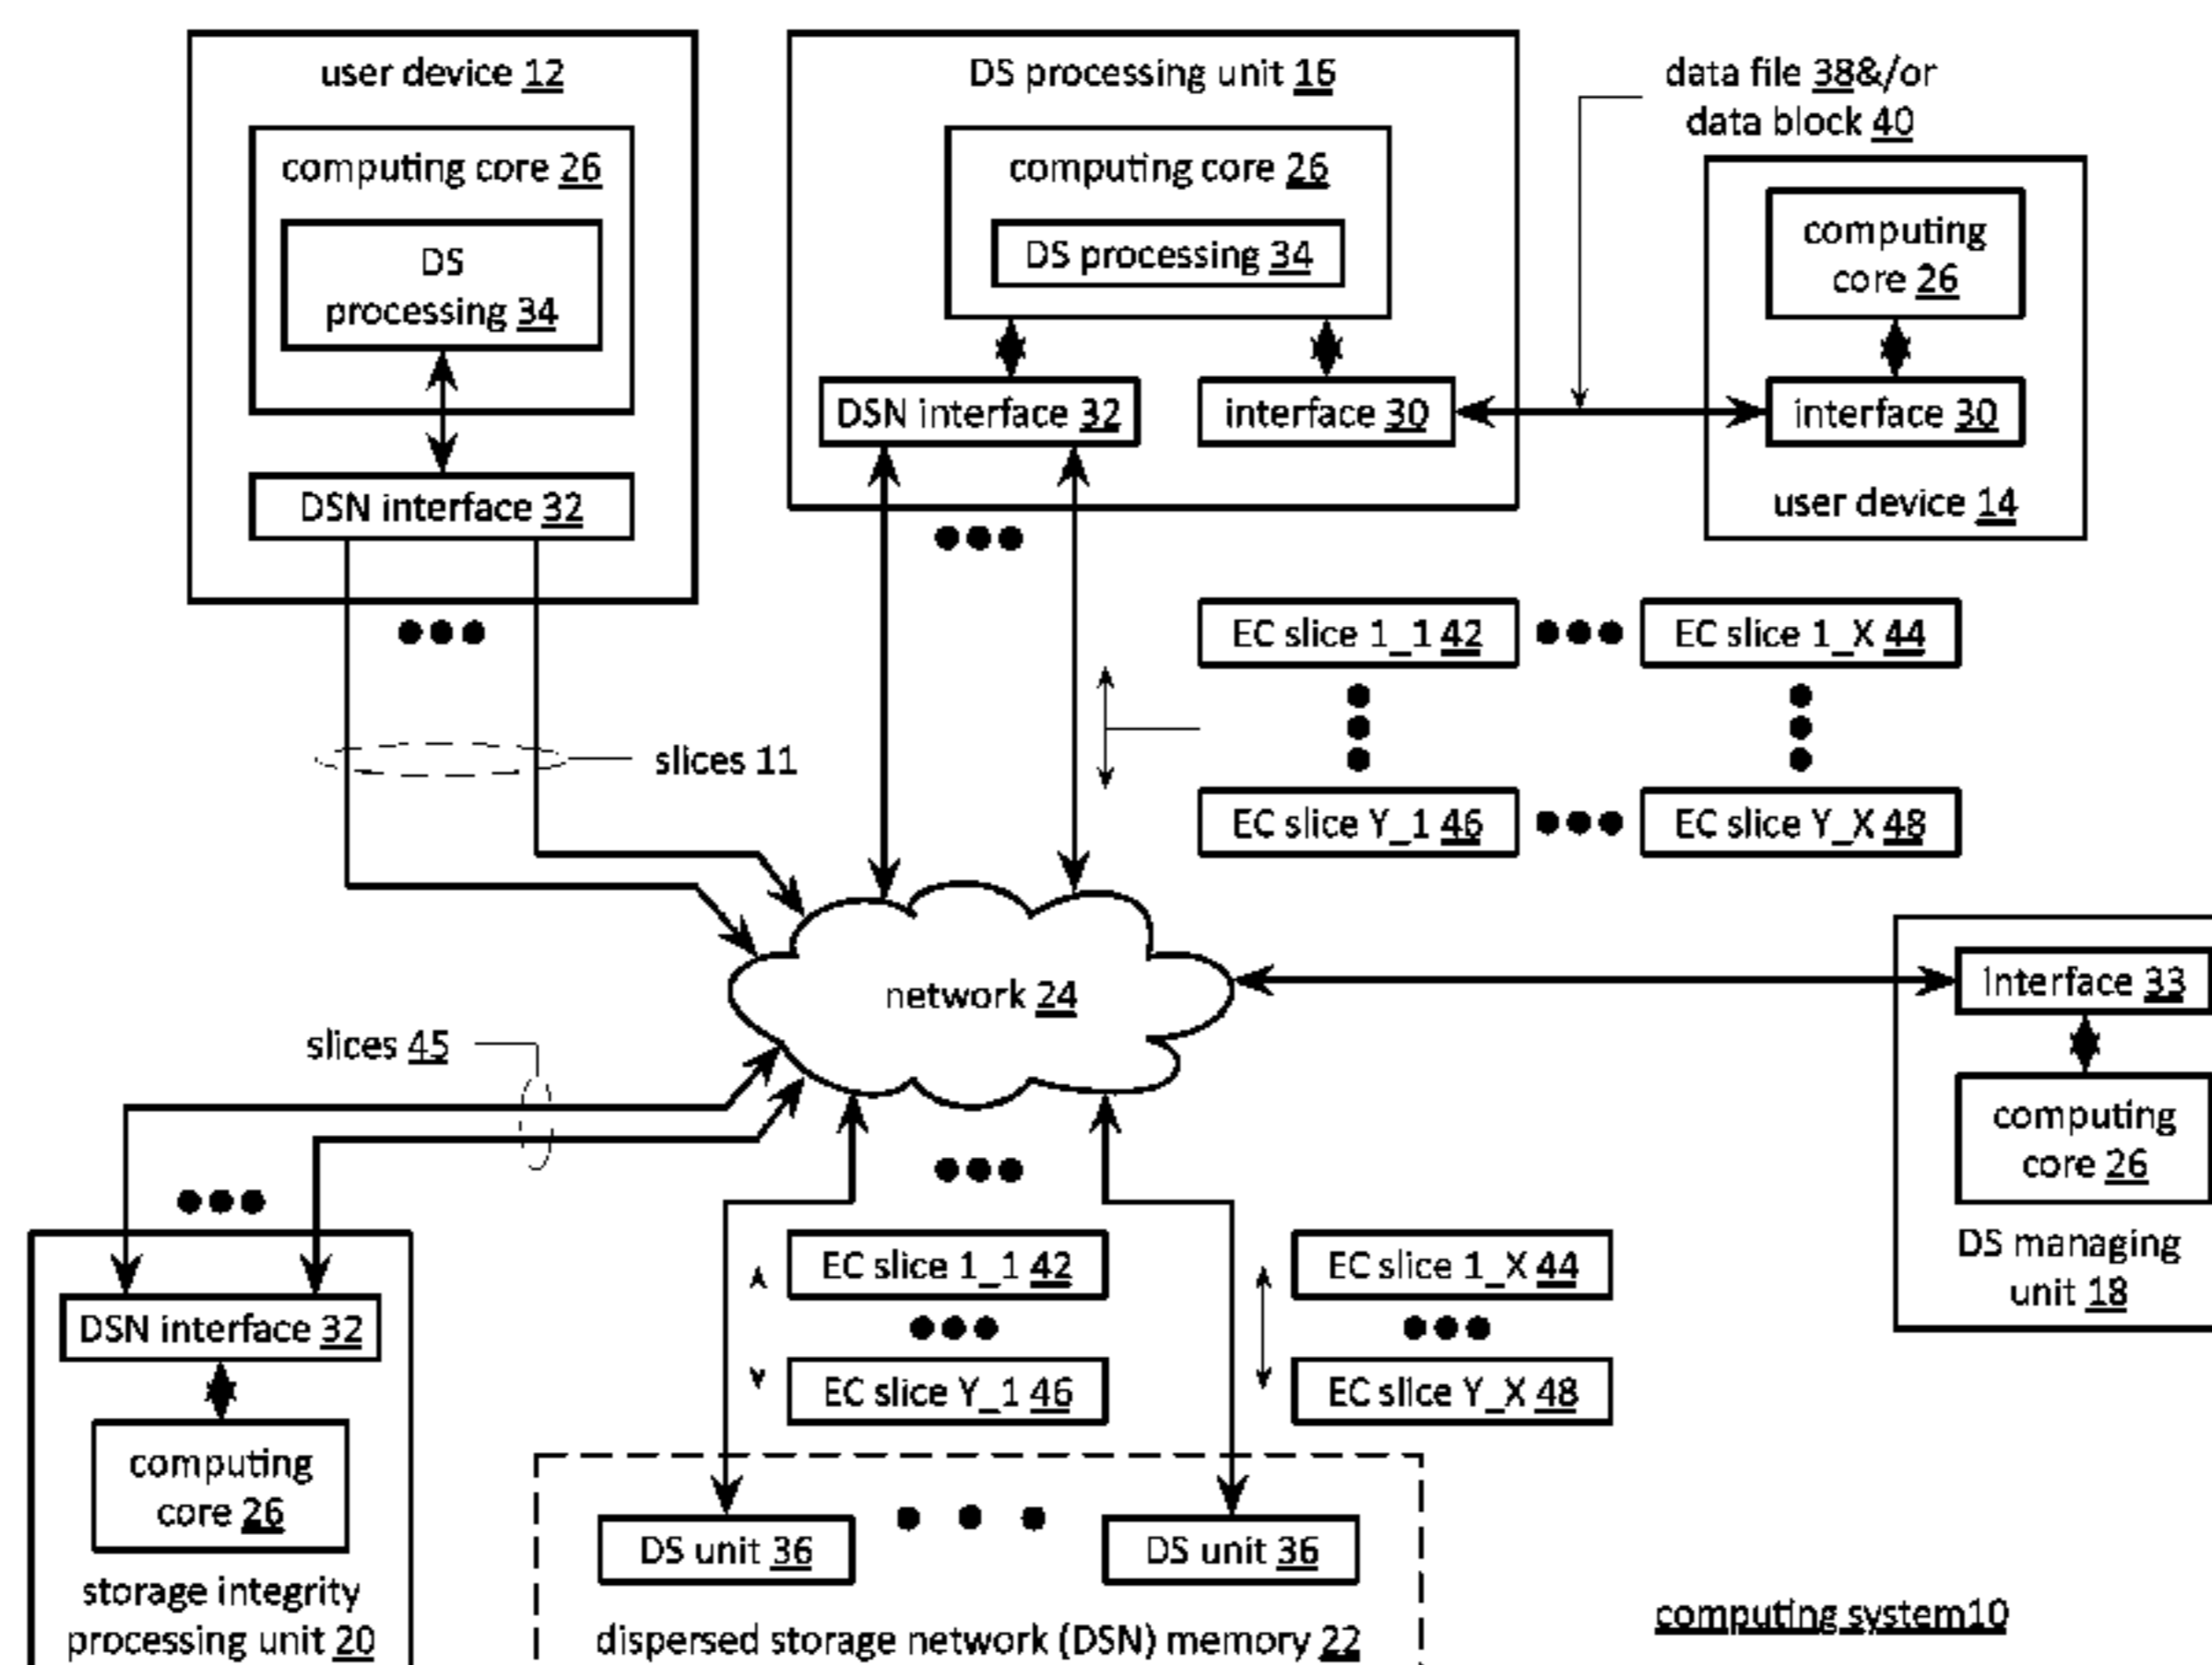 user device 12
computing core 26
DS
processing 34
DSN interface 32
DS processing unit 16
computing core 26
DS processing 34
DSN interface 32
interface 30
data file 38&/or
data block 40
computing
core 26
interface 30
user device 14
slices 11
EC slice 1_1 42
EC slice 1_X 44
EC slice Y_1 46
EC slice Y_X 48
network 24
interface 33
computing
core 26
DS managing
unit 18
slices 45
DSN interface 32
computing
core 26
storage integrity
processing unit 20
EC slice 1_1 42
EC slice 1_X 44
EC slice Y_1 46
EC slice Y_X 48
DS unit 36
DS unit 36
dispersed storage network (DSN) memory 22
computing system10